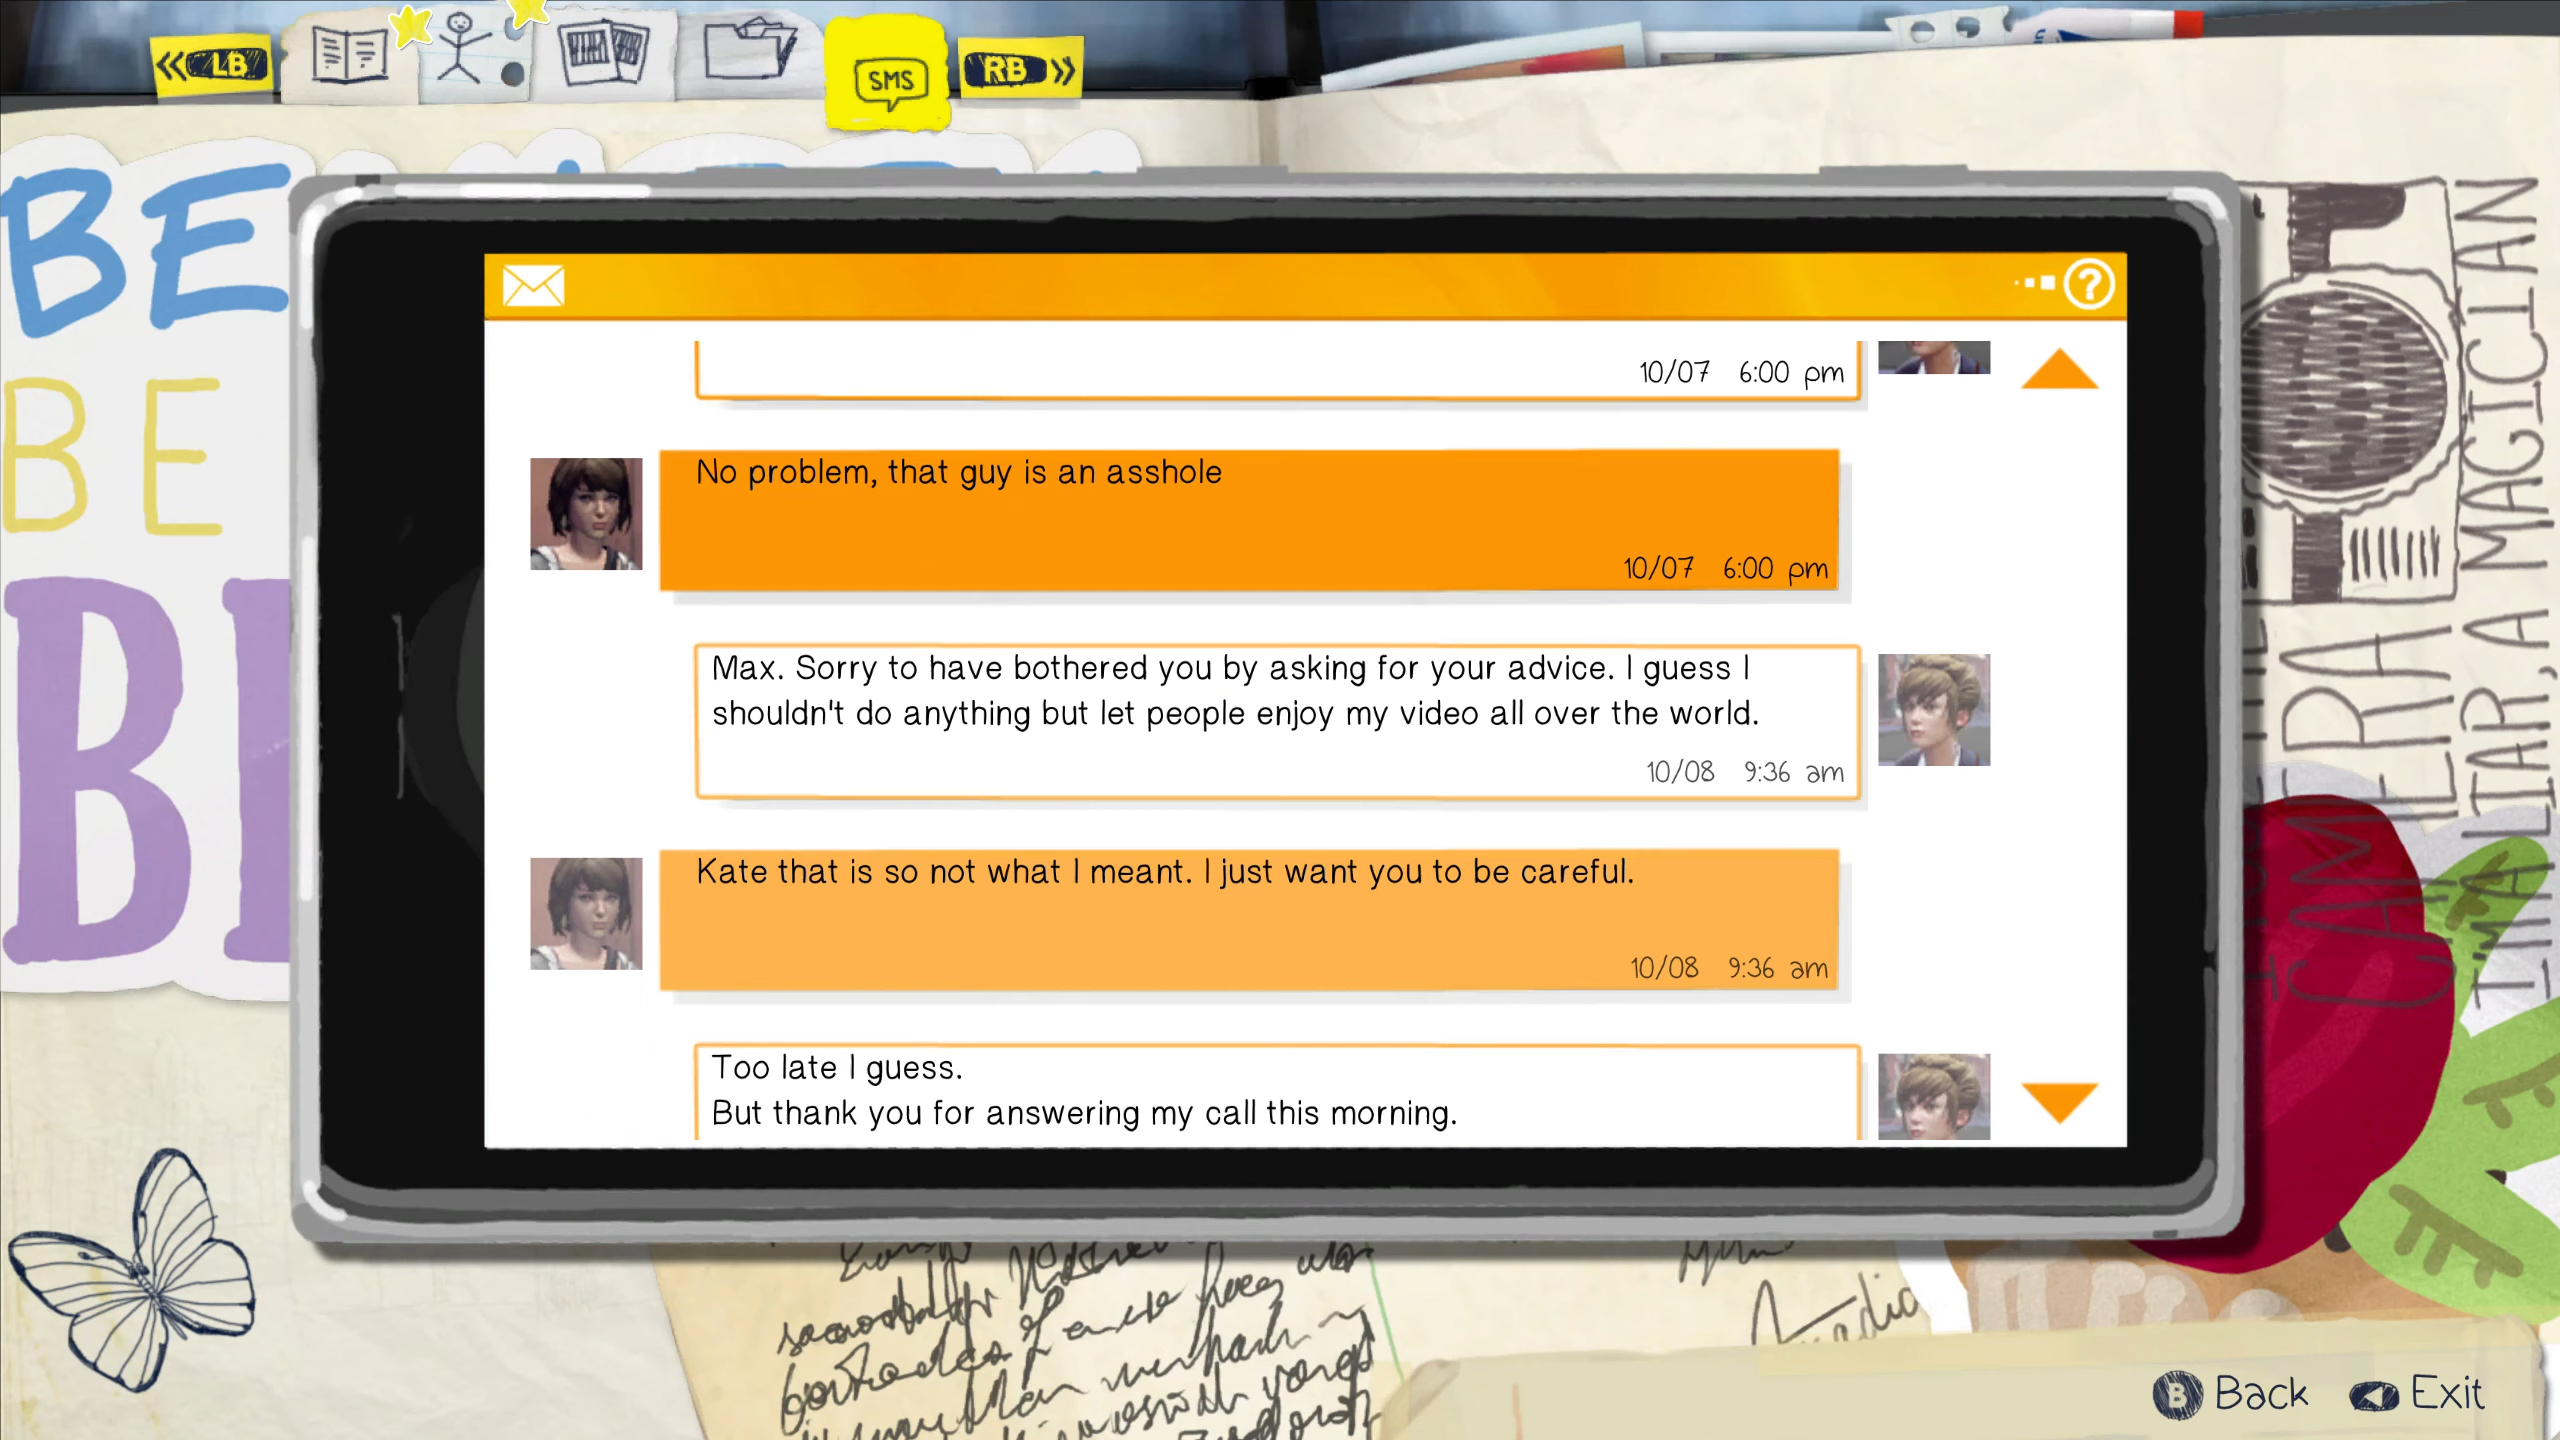 LB
SMS
RB
BE
BE
10/07 6:00 pm
No problem, that guy is an asshole
10/07 6:00 pm
Max. Sorry to have bothered you by asking for your advice. I guess I
shouldn't do anything but let people enjoy my video all over the world.
10/08 9:36 am
Kate that is so not what I meant. I just want you to be careful.
10/08 9:36 am
Too late I guess.
But thank you for answering my call this morning.
CAMERA
I'M A LIAR, A MAGICIAN
B Back
Exit